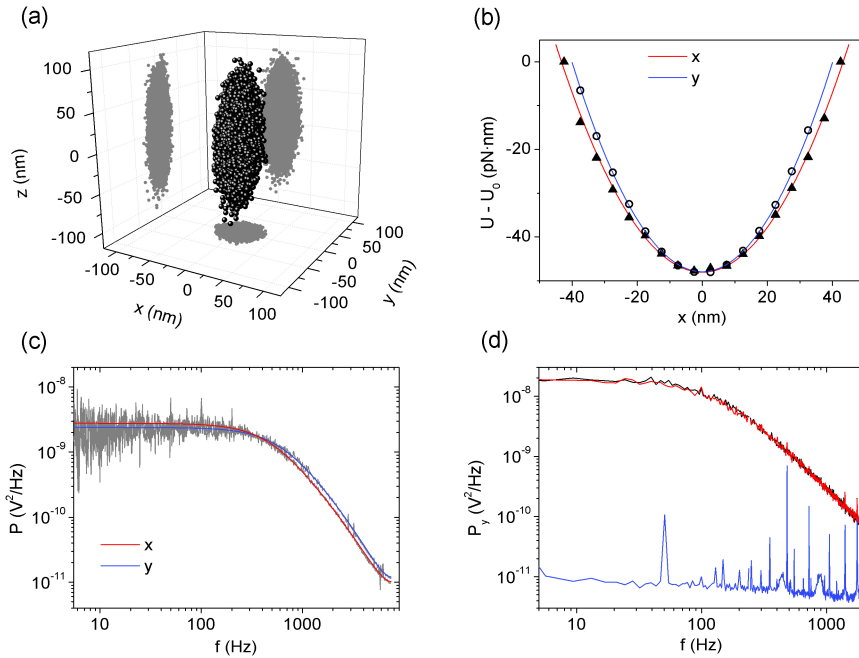 (a)
100
50
0
-50
-100
z (nm)
-100
-50
0
50
100
x (nm)
100
50
0
-50
-100
y (nm)
(b)
x
y
0
-20
-40
U - U0 (pN·nm)
-40
-20
0
20
40
x (nm)
(c)
10-8
10-9
10-10
10-11
P (V2/Hz)
x
y
10
100
1000
f (Hz)
(d)
10-8
10-9
10-10
10-11
Py (V2/Hz)
10
100
1000
f (Hz)